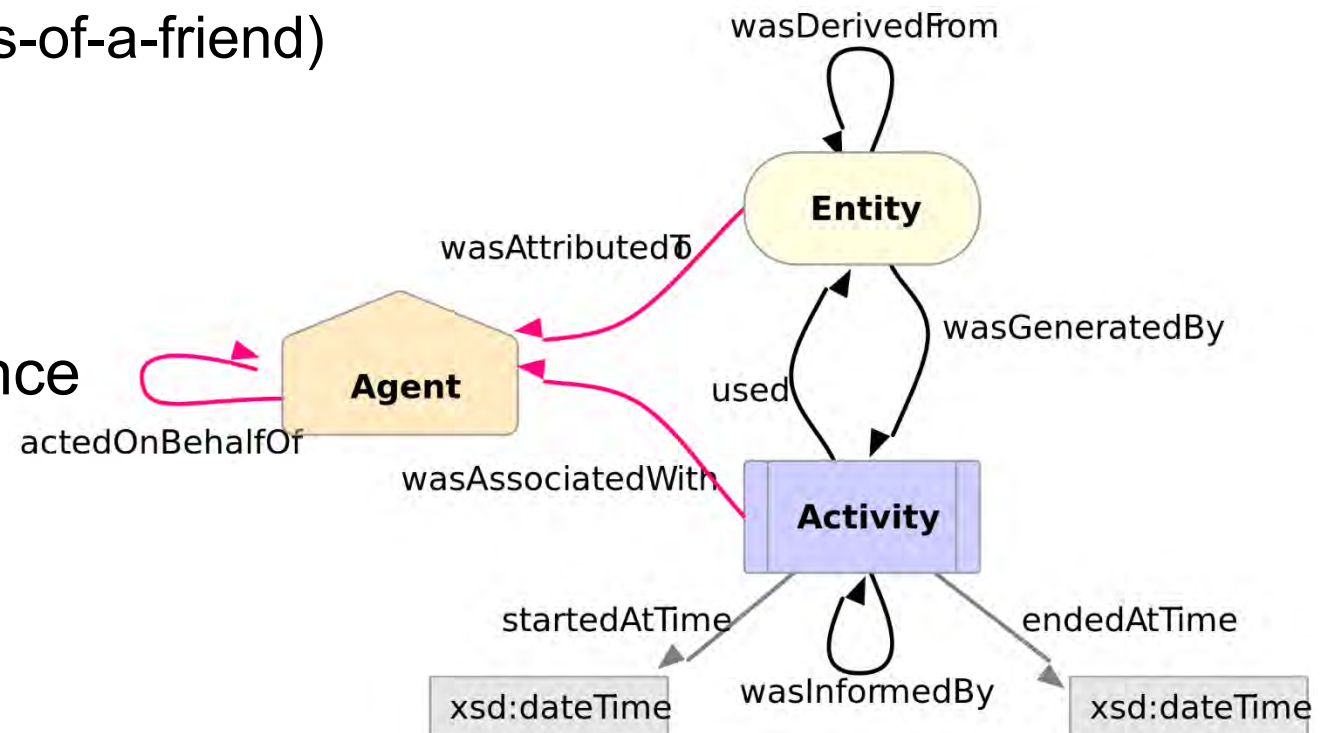 s-of-a-friend)
wasDerivedFrom
Entity
wasAttributedTo
wasGeneratedBy
nce
Agent
used
actedOnBehalfOf
wasAssociatedWith
Activity
startedAtTime
endedAtTime
wasInformedBy
xsd:dateTime
xsd:dateTime